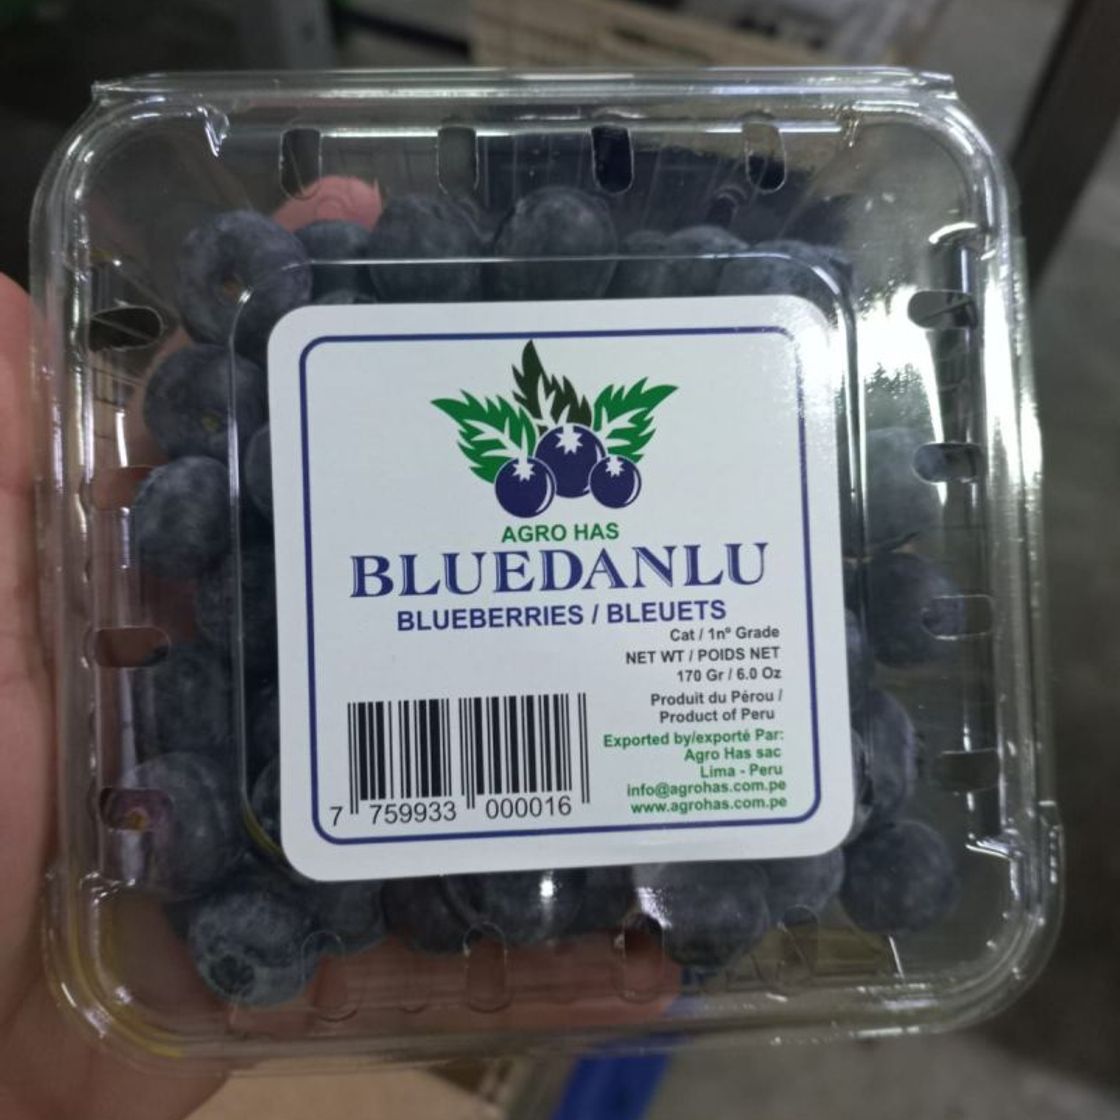 AGRO HAS
BLUEDANLU
BLUEBERRIES / BLEUETS
Cat / 1nº Grade
NET WT / POIDS NET
170 Gr / 6.0 Oz
Produit du Pérou /
Product of Peru
Exported by/exporté Par:
Agro Has sac
Lima - Peru
info@agrohas.com.pe
www.agrohas.com.pe
7 759933 000016